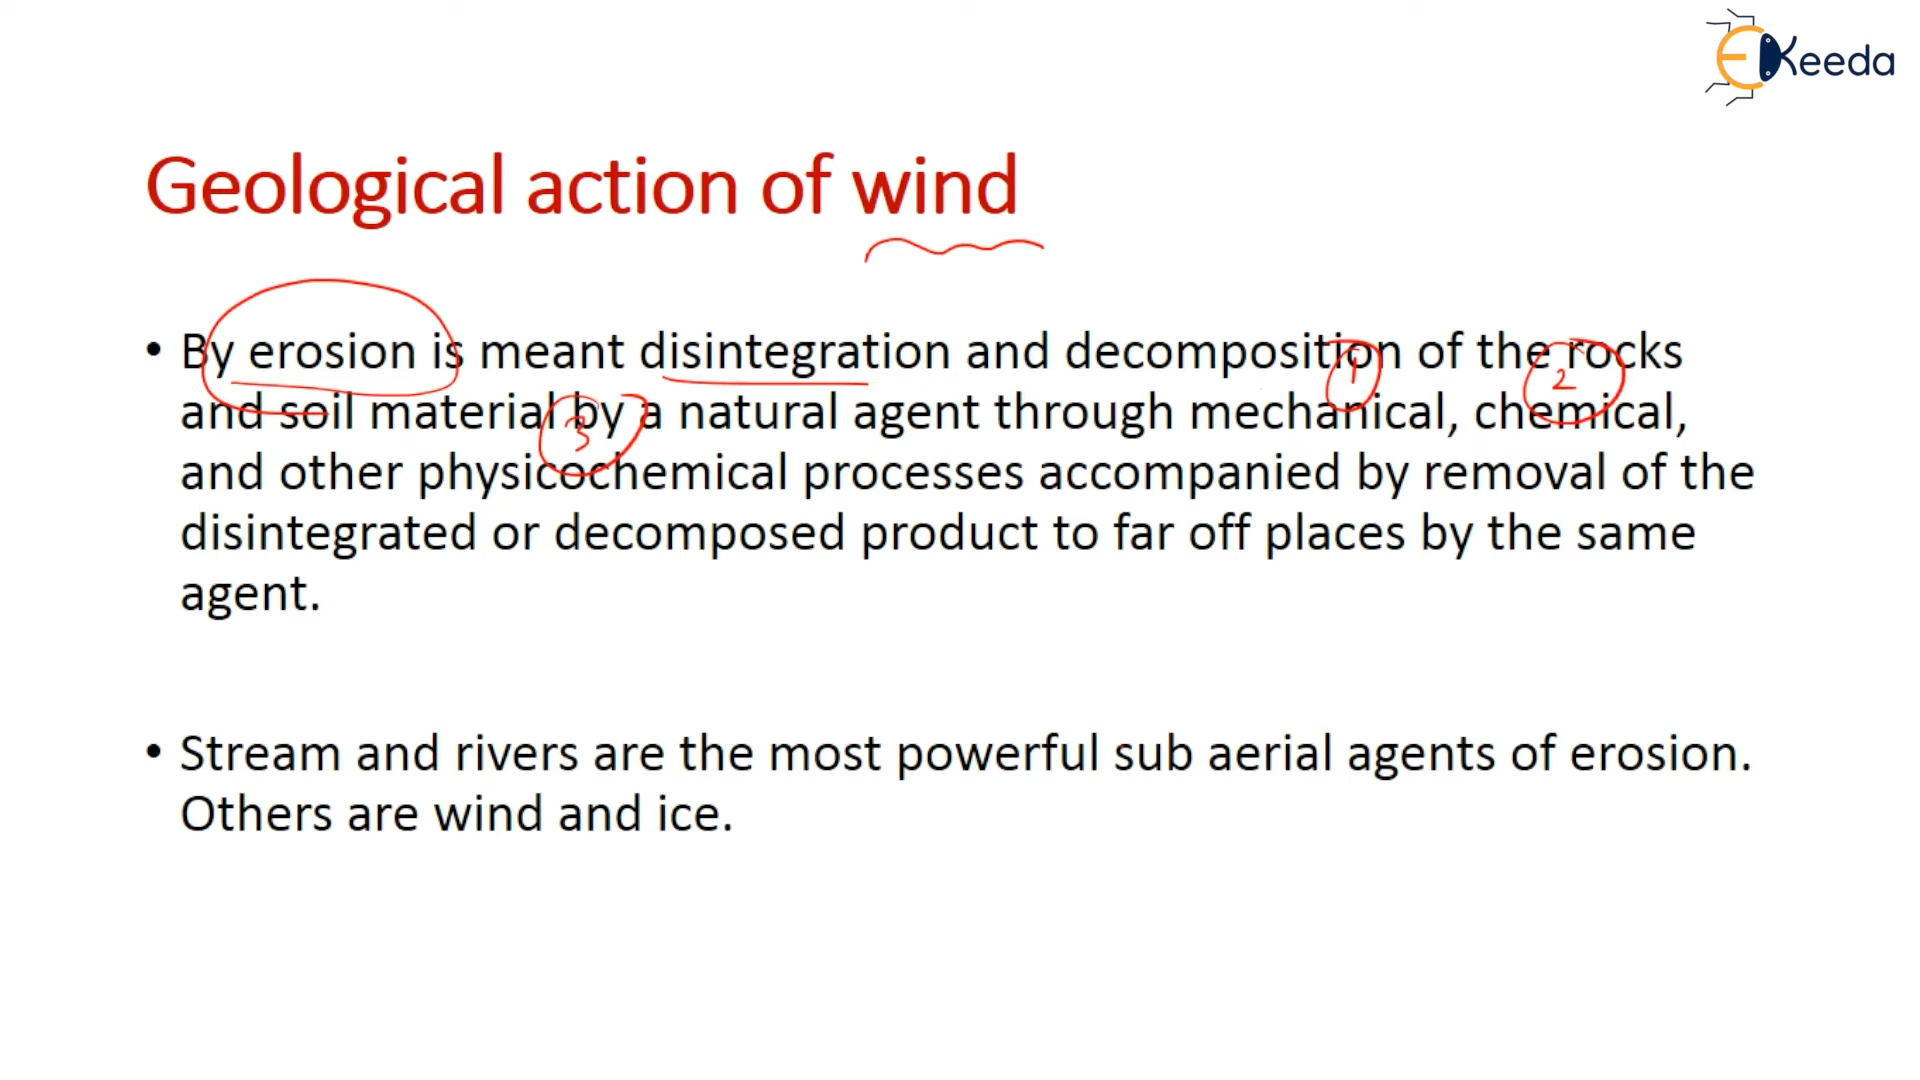 EKeeda
Geological action of wind
• By erosion is meant disintegration and decomposition of the rocks
1
2
and soil material by a natural agent through mechanical, chemical,
3
and other physicochemical processes accompanied by removal of the
disintegrated or decomposed product to far off places by the same
agent.
• Stream and rivers are the most powerful sub aerial agents of erosion.
Others are wind and ice.